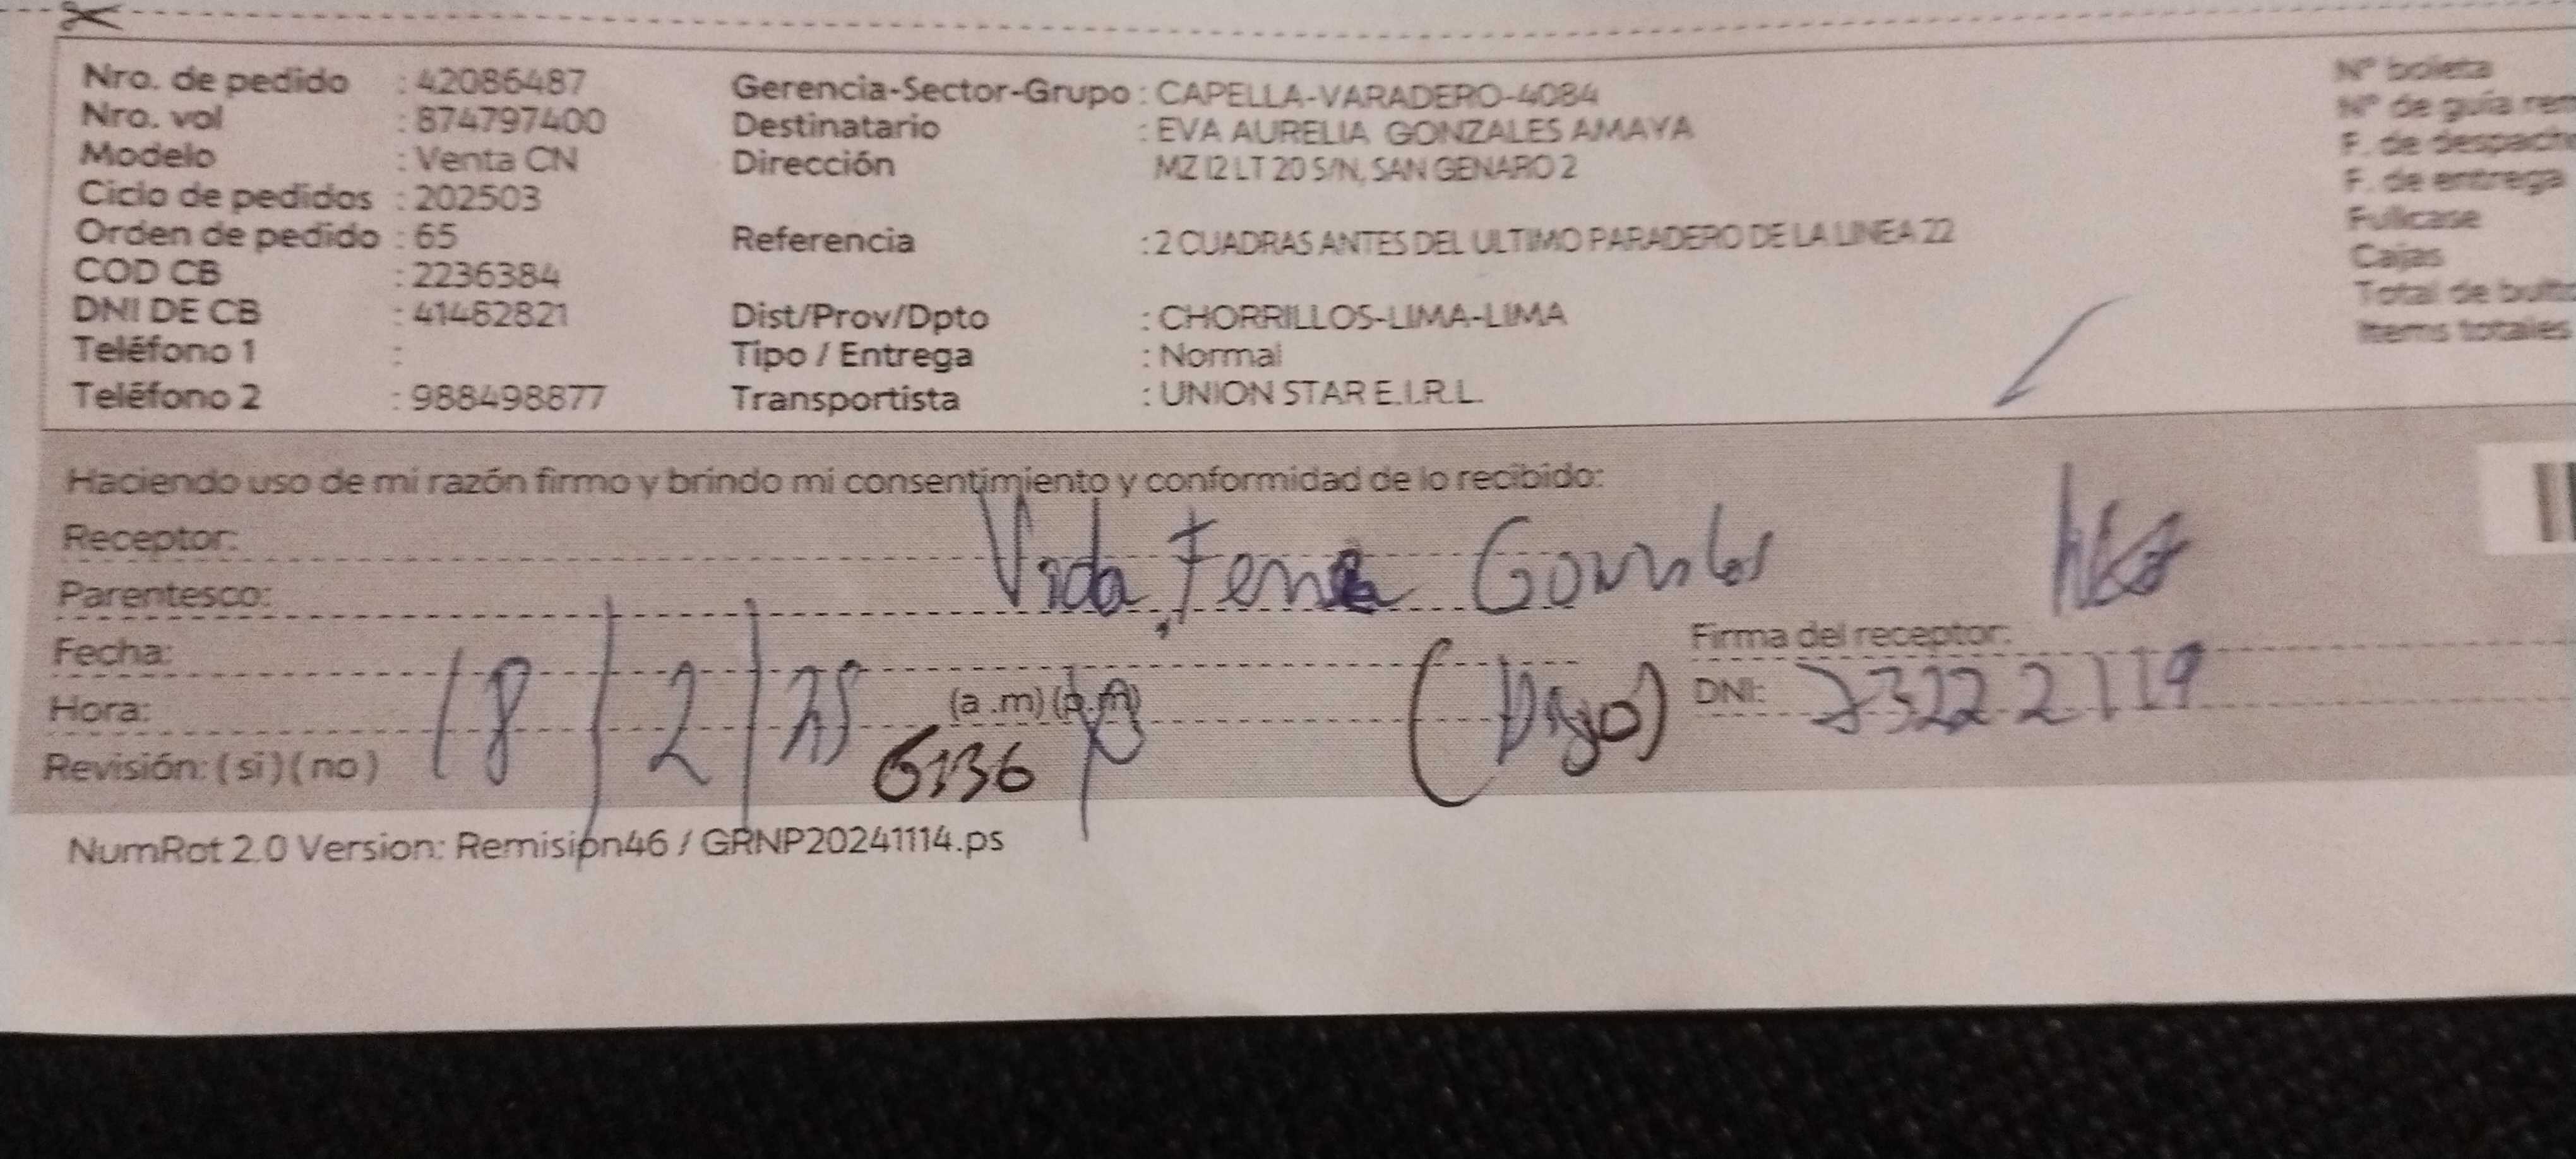 Nro. de pedido : 42086487
Nro. vol : 874797400
Modelo : Venta CN
Ciclo de pedidos : 202503
Orden de pedido : 65
COD CB : 2236384
DNI DE CB : 41462821
Teléfono 1 :
Teléfono 2 : 988498877
Gerencia-Sector-Grupo : CAPELLA-VARADERO-4084
Destinatario : EVA AURELIA GONZALES AMAYA
Dirección MZ I2 LT 20 S/N, SAN GENARO 2
Referencia : 2 CUADRAS ANTES DEL ULTIMO PARADERO DE LA LINEA 22
Dist/Prov/Dpto : CHORRILLOS-LIMA-LIMA
Tipo / Entrega : Normal
Transportista : UNION STAR E.I.R.L.
Nº boleta
Nº de guía
F. de
F. de entrega
Fullcase
Cajas
Total de
Items totales
Haciendo uso de mi razón firmo y brindo mi consentimiento y conformidad de lo recibido:
Receptor:
Parentesco:
Vida Gonzales
Fecha:
18/2/25
Hora: (a.m) (p.m)
6:36
Revisión: (si) (no)
Firma del receptor:
DNI: 73222119
NumRot 2.0 Version: Remision46 / GRNP20241114.ps